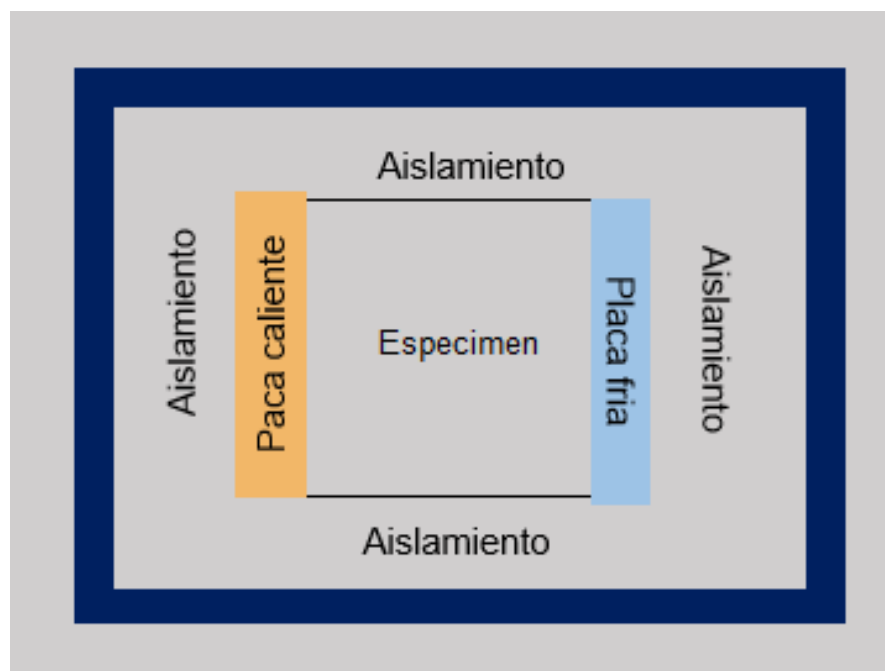 Aislamiento
Aislamiento
Paca caliente
Especimen
Placa fria
Aislamiento
Aislamiento